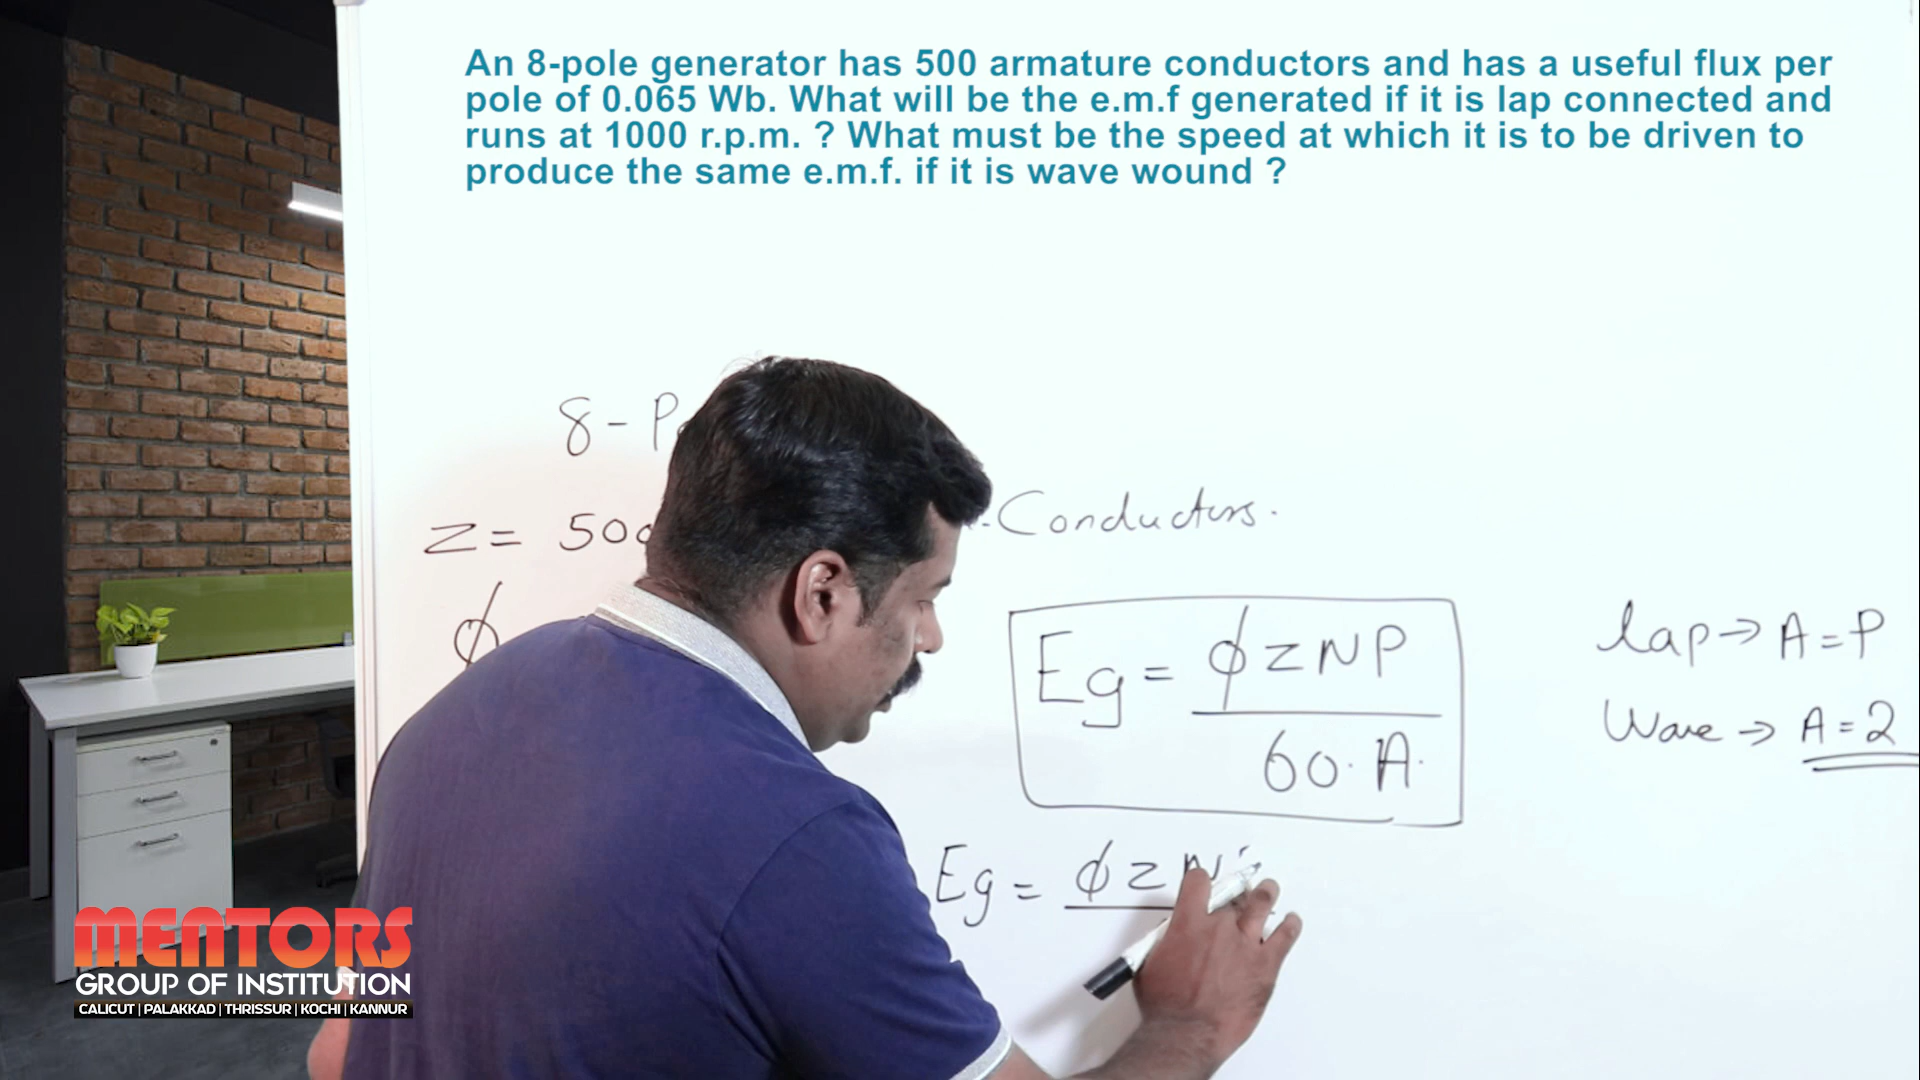 An 8-pole generator has 500 armature conductors and has a useful flux per
pole of 0.065 Wb. What will be the e.m.f generated if it is lap connected and
runs at 1000 r.p.m. ? What must be the speed at which it is to be driven to
produce the same e.m.f. if it is wave wound ?
8 -
Z = 500
Conductors.
ϕ
Eg = ϕ Z N P
60. A.
lap → A = P
Wave → A = 2
Eg = ϕ Z N
MENTORS
GROUP OF INSTITUTION
CALICUT | PALAKKAD | THRISSUR | KOCHI | KANNUR